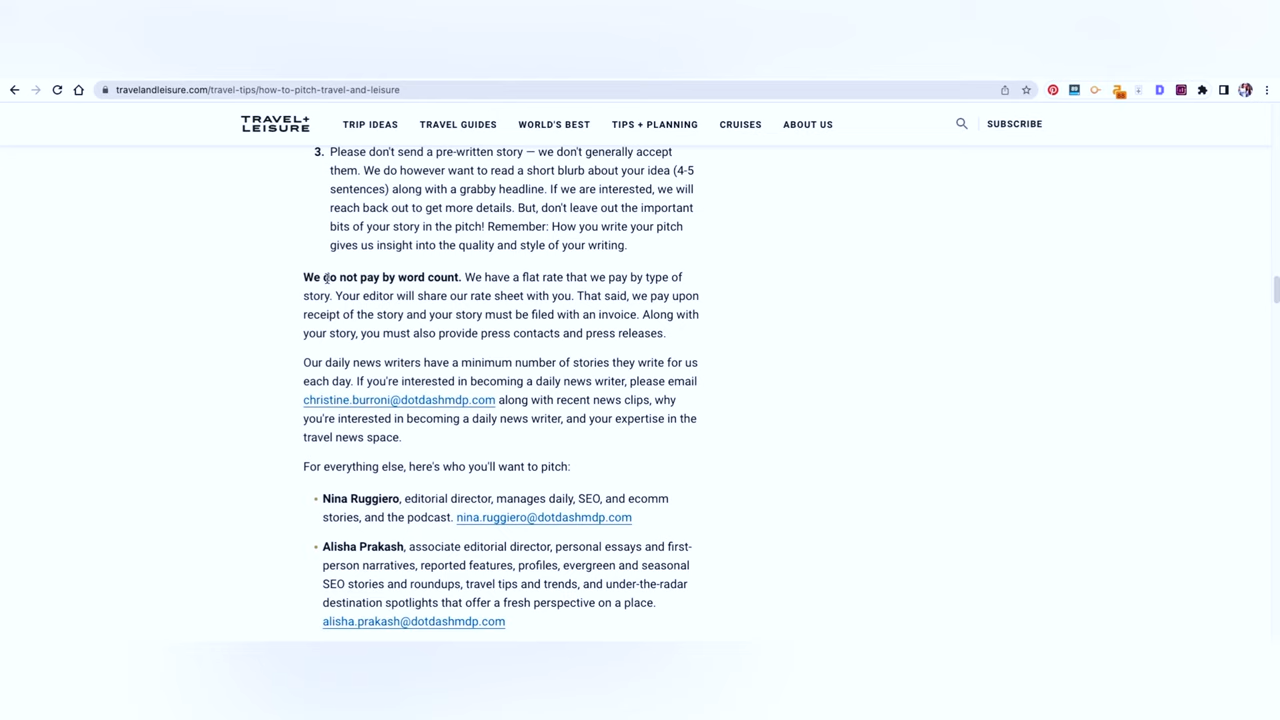 travelandleisure.com/travel-tips/how-to-pitch-travel-and-leisure
TRAVEL+
LEISURE
TRIP IDEAS
TRAVEL GUIDES
WORLD'S BEST
TIPS + PLANNING
CRUISES
ABOUT US
SUBSCRIBE
3. Please don't send a pre-written story — we don't generally accept
them. We do however want to read a short blurb about your idea (4-5
sentences) along with a grabby headline. If we are interested, we will
reach back out to get more details. But, don't leave out the important
bits of your story in the pitch! Remember: How you write your pitch
gives us insight into the quality and style of your writing.
We do not pay by word count. We have a flat rate that we pay by type of
story. Your editor will share our rate sheet with you. That said, we pay upon
receipt of the story and your story must be filed with an invoice. Along with
your story, you must also provide press contacts and press releases.
Our daily news writers have a minimum number of stories they write for us
each day. If you're interested in becoming a daily news writer, please email
christine.burroni@dotdashmdp.com along with recent news clips, why
you're interested in becoming a daily news writer, and your expertise in the
travel news space.
For everything else, here's who you'll want to pitch:
• Nina Ruggiero, editorial director, manages daily, SEO, and ecomm
stories, and the podcast. nina.ruggiero@dotdashmdp.com
• Alisha Prakash, associate editorial director, personal essays and first-
person narratives, reported features, profiles, evergreen and seasonal
SEO stories and roundups, travel tips and trends, and under-the-radar
destination spotlights that offer a fresh perspective on a place.
alisha.prakash@dotdashmdp.com